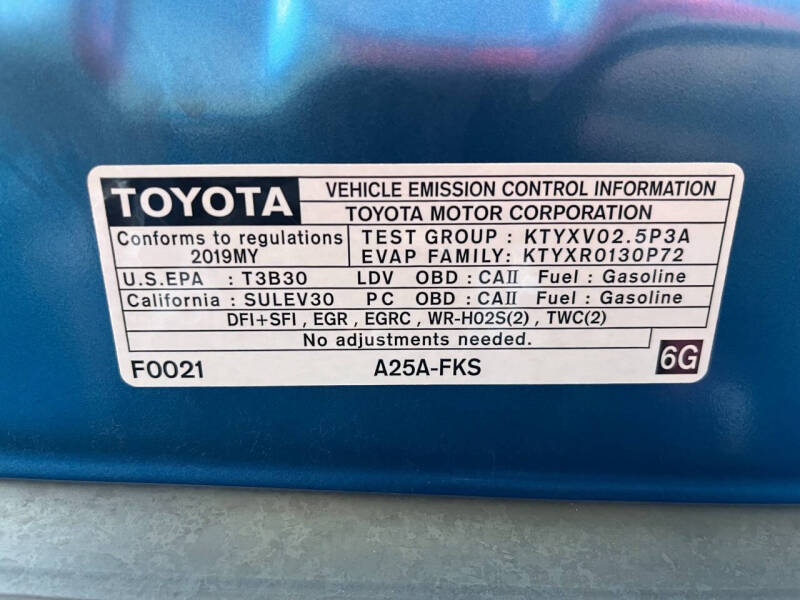 TOYOTA VEHICLE EMISSION CONTROL INFORMATION
TOYOTA MOTOR CORPORATION
Conforms to regulations TEST GROUP : KTYXV02.5P3A
2019MY EVAP FAMILY: KTYXR0130P72
U.S.EPA : T3B30 LDV OBD : CAII Fuel : Gasoline
California : SULEV30 PC OBD : CAII Fuel : Gasoline
DFI+SFI , EGR , EGRC , WR-HO2S(2) , TWC(2)
No adjustments needed.
F0021 A25A-FKS 6G